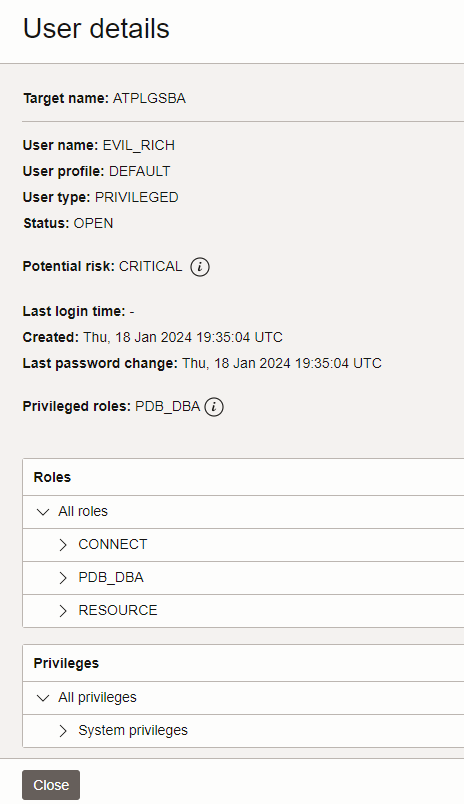 User details
Target name: ATPLGSBA
User name: EVIL_RICH
User profile: DEFAULT
User type: PRIVILEGED
Status: OPEN
Potential risk: CRITICAL i
Last login time: -
Created: Thu, 18 Jan 2024 19:35:04 UTC
Last password change: Thu, 18 Jan 2024 19:35:04 UTC
Privileged roles: PDB_DBA i
Roles
All roles
CONNECT
PDB_DBA
RESOURCE
Privileges
All privileges
System privileges
Close